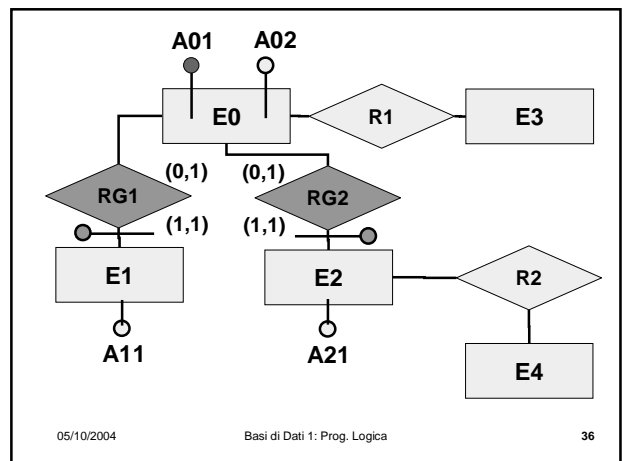 A01 A02
E0 R1 E3
(0,1) (0,1)
RG1 RG2
(1,1) (1,1)
E1 E2 R2
A11 A21
E4
05/10/2004 Basi di Dati 1: Prog. Logica 36